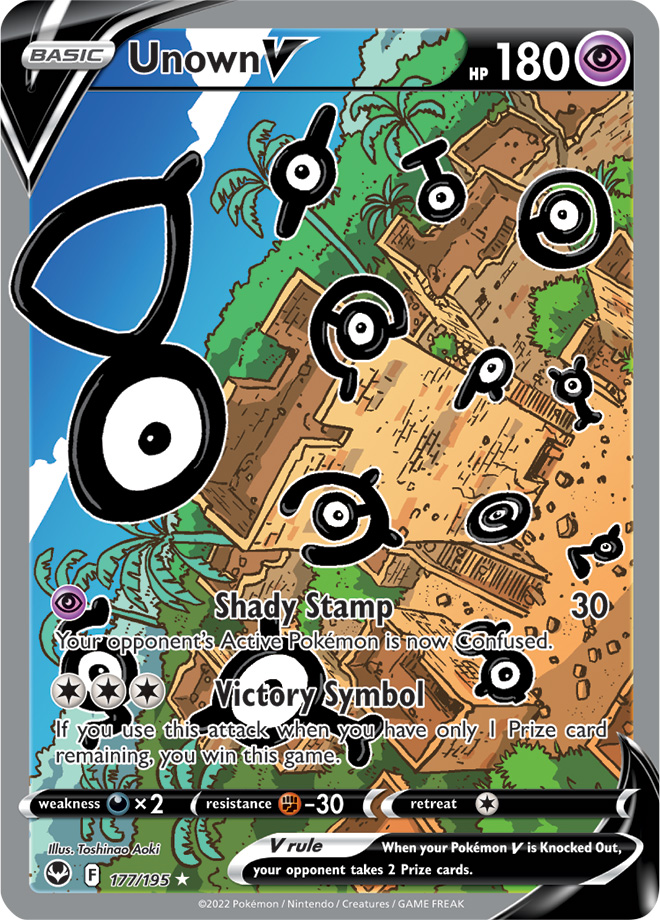 BASIC Unown V HP 180
Shady Stamp 30
Your opponent's Active Pokémon is now Confused.
Victory Symbol
If you use this attack when you have only 1 Prize card
remaining, you win this game.
weakness ×2 resistance -30 retreat
Illus. Toshinao Aoki
V rule When your Pokémon V is Knocked Out,
your opponent takes 2 Prize cards.
F 177/195
©2022 Pokémon / Nintendo / Creatures / GAME FREAK